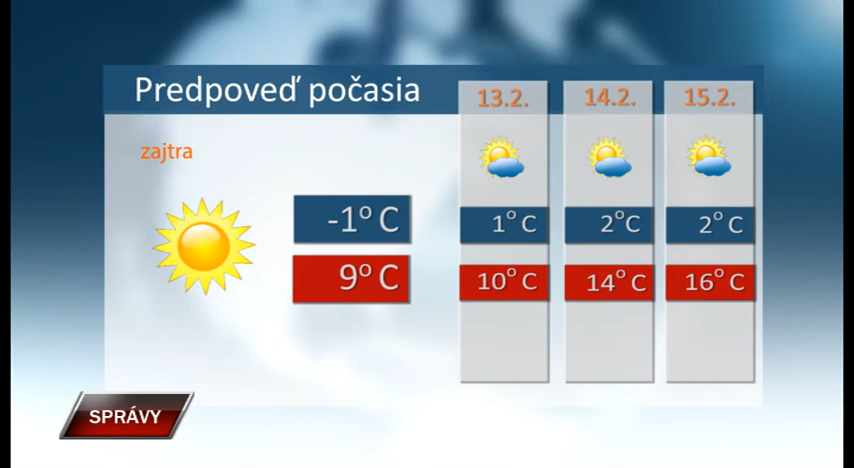 Predpoveď počasia
zajtra
-1° C
9° C
13.2.
1° C
10° C
14.2.
2°C
14° C
15.2.
2° C
16° C
SPRÁVY